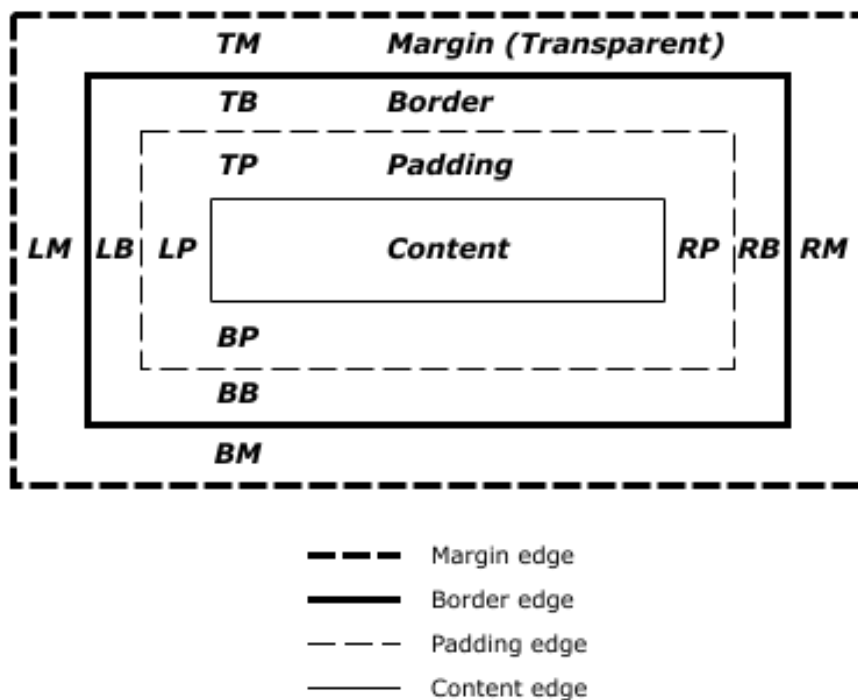 TM Margin (Transparent)
TB Border
TP Padding
LM LB LP Content RP RB RM
BP
BB
BM
Margin edge
Border edge
Padding edge
Content edge